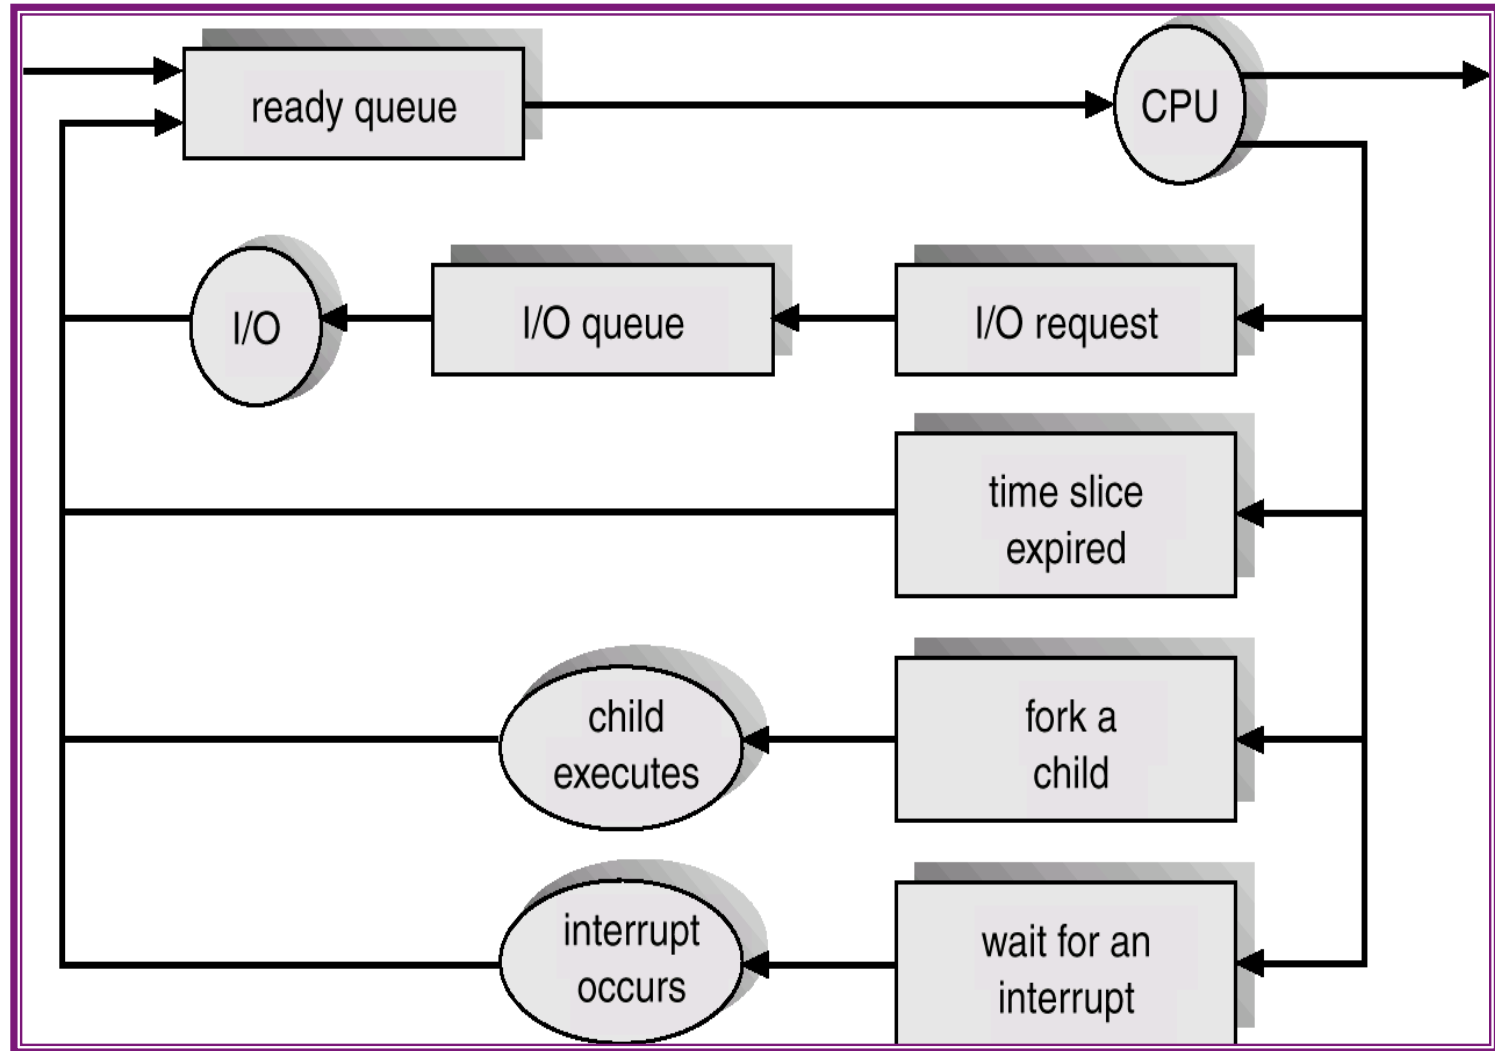 ready queue
CPU
I/O
I/O queue
I/O request
time slice
expired
child
executes
fork a
child
interrupt
occurs
wait for an
interrupt